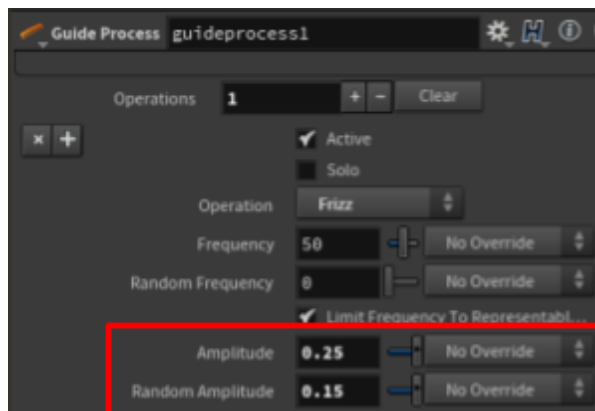 Guide Process guideprocess1
Operations 1 + - Clear
Active
Solo
Operation Frizz
Frequency 50 No Override
Random Frequency 0 No Override
Limit Frequency To Representabl...
Amplitude 0.25 No Override
Random Amplitude 0.15 No Override